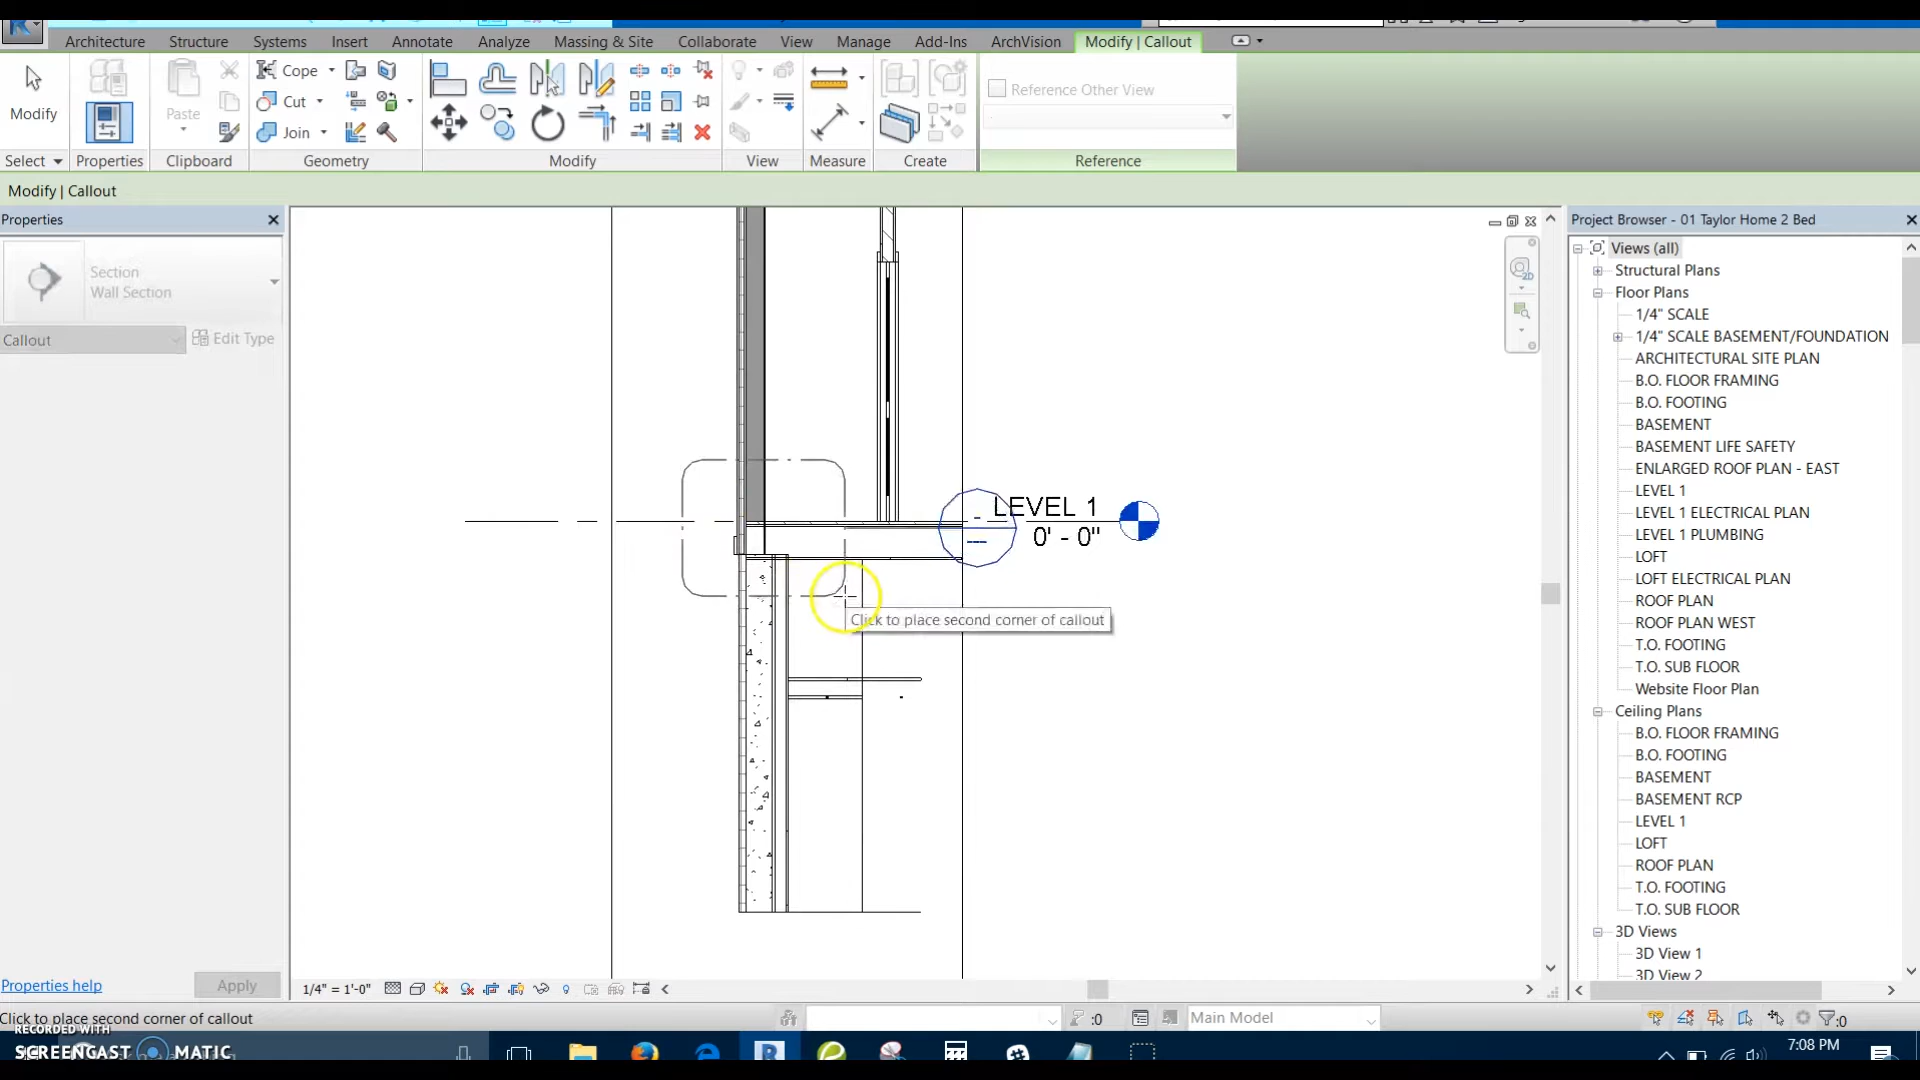 Architecture Structure Systems Insert Annotate Analyze Massing & Site Collaborate View Manage Add-Ins ArchVision Modify | Callout
Modify
Cope
Cut
Join
Paste
Reference Other View
Select Properties Clipboard Geometry Modify View Measure Create Reference
Modify | Callout
Properties
Section
Wall Section
Callout
Edit Type
Properties help
Apply
LEVEL 1
0' - 0"
Click to place second corner of callout
1/4" = 1'-0"
Project Browser - 01 Taylor Home 2 Bed
Views (all)
Structural Plans
Floor Plans
1/4" SCALE
1/4" SCALE BASEMENT/FOUNDATION
ARCHITECTURAL SITE PLAN
B.O. FLOOR FRAMING
B.O. FOOTING
BASEMENT
BASEMENT LIFE SAFETY
ENLARGED ROOF PLAN - EAST
LEVEL 1
LEVEL 1 ELECTRICAL PLAN
LEVEL 1 PLUMBING
LOFT
LOFT ELECTRICAL PLAN
ROOF PLAN
ROOF PLAN WEST
T.O. FOOTING
T.O. SUB FLOOR
Website Floor Plan
Ceiling Plans
B.O. FLOOR FRAMING
B.O. FOOTING
BASEMENT
BASEMENT RCP
LEVEL 1
LOFT
ROOF PLAN
T.O. FOOTING
T.O. SUB FLOOR
3D Views
3D View 1
3D View 2
Click to place second corner of callout
:0
Main Model
:0
RECORDED WITH
SCREENCAST MATIC
7:08 PM